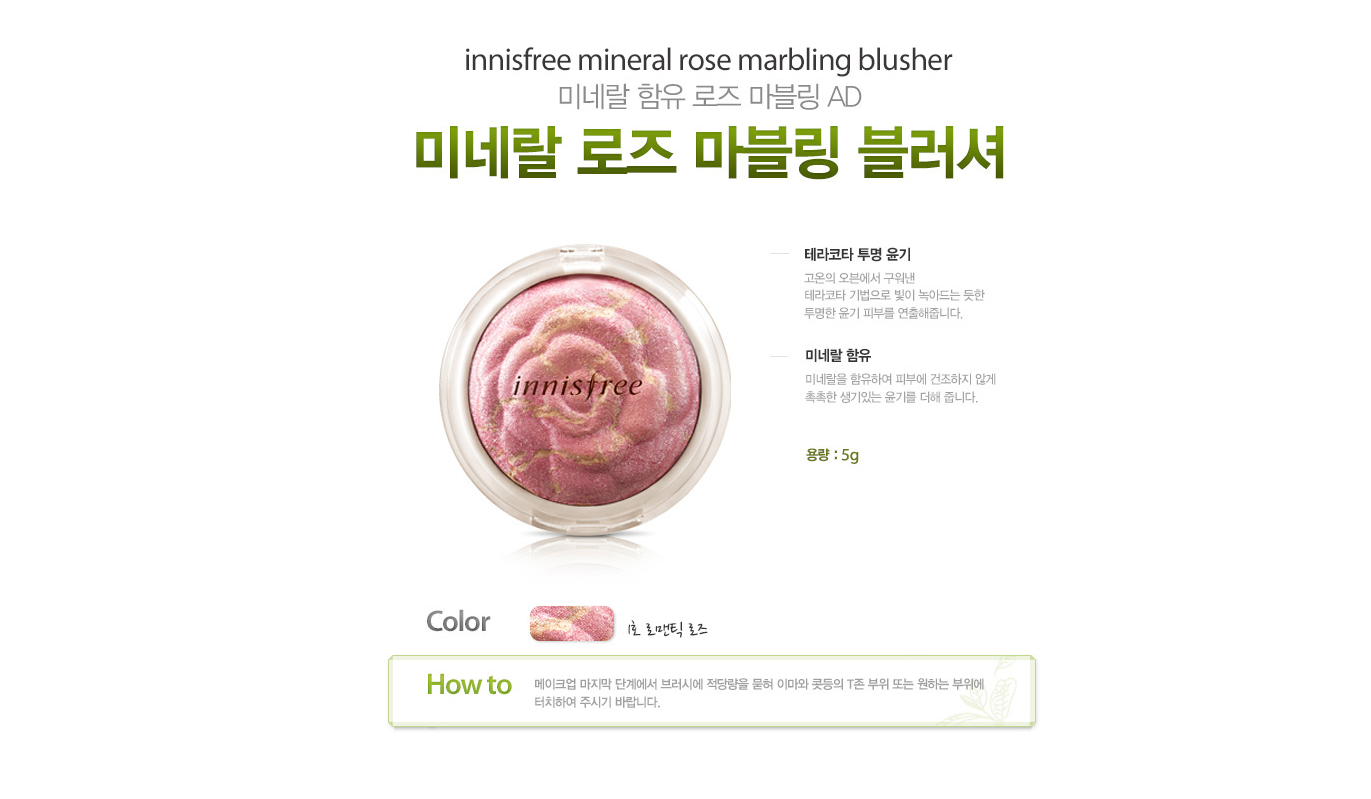 innisfree mineral rose marbling blusher
미네랄 함유 로즈 마블링 AD
미네랄 로즈 마블링 블러셔
innisfree
테라코타 투명 윤기
고온의 오븐에서 구워낸
테라코타 기법으로 빛이 녹아드는 듯한
투명한 윤기 피부를 연출해줍니다.
미네랄 함유
미네랄을 함유하여 피부에 건조하지 않게
촉촉한 생기있는 윤기를 더해 줍니다.
용량 : 5g
Color
1호 로맨틱 로즈
How to
메이크업 마지막 단계에서 브러시에 적당량을 묻혀 이마와 콧등의 T존 부위 또는 원하는 부위에
터치하여 주시기 바랍니다.